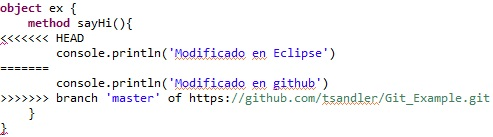 object ex {
    method sayHi(){
<<<<<<< HEAD
        console.println('Modificado en Eclipse')
=======
        console.println('Modificado en github')
>>>>>>> branch 'master' of https://github.com/tsandler/Git_Example.git
    }
}